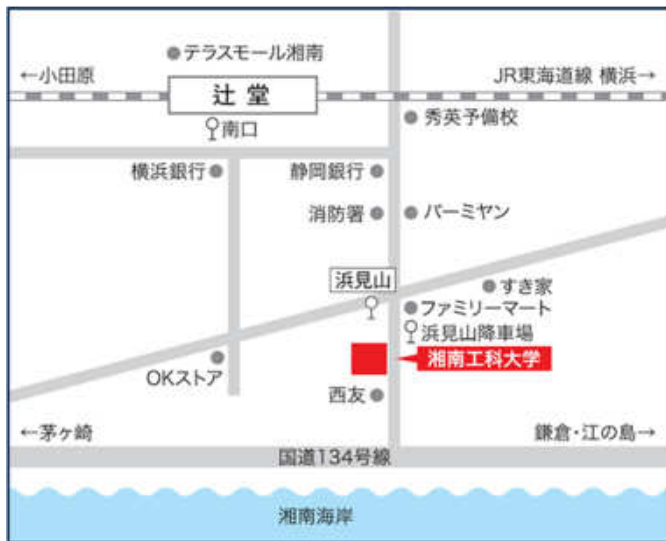 テラスモール湘南
←小田原
JR東海道線 横浜→
辻堂
南口
秀英予備校
横浜銀行
静岡銀行
消防署
バーミヤン
浜見山
すき家
ファミリーマート
浜見山降車場
湘南工科大学
OKストア
西友
←茅ヶ崎
鎌倉・江の島→
国道134号線
湘南海岸